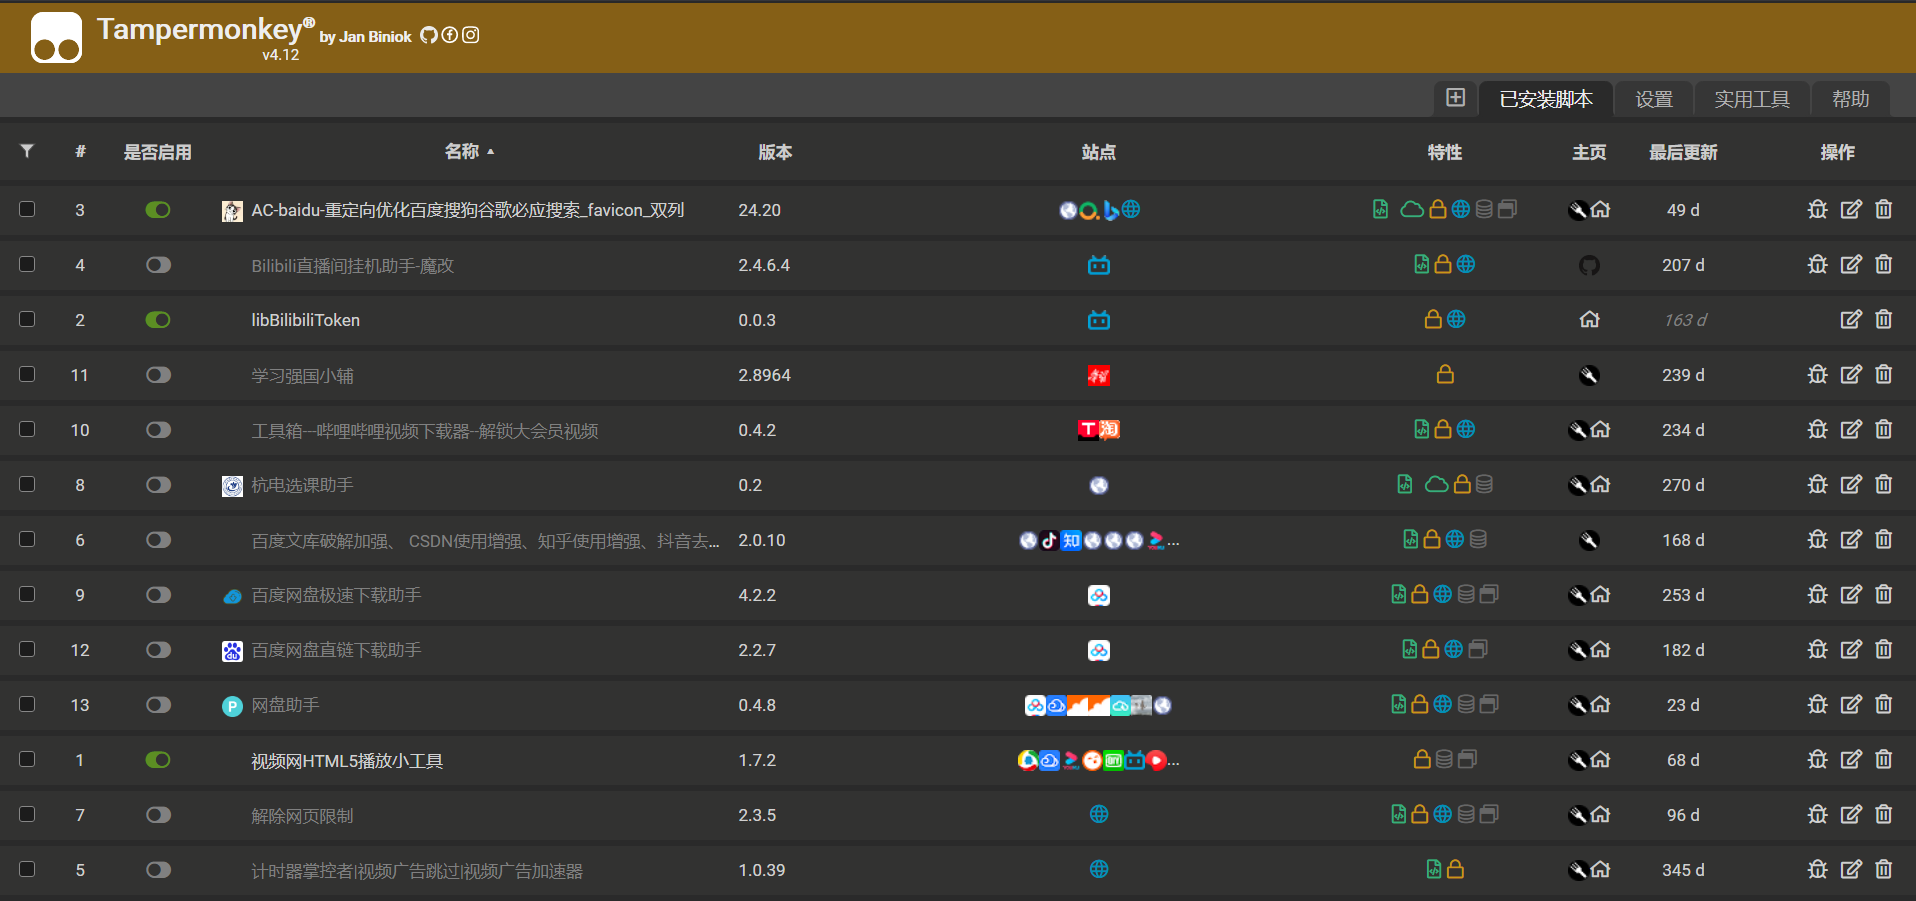 Tampermonkey® by Jan Biniok
v4.12
已安装脚本 设置 实用工具 帮助
# 是否启用 名称 版本 站点 特性 主页 最后更新 操作
3 AC-baidu-重定向优化百度搜狗谷歌必应搜索_favicon_双列 24.20 49 d
4 Bilibili直播间挂机助手-魔改 2.4.6.4 207 d
2 libBilibiliToken 0.0.3 163 d
11 学习强国小辅 2.8964 239 d
10 工具箱---哔哩哔哩视频下载器--解锁大会员视频 0.4.2 234 d
8 杭电选课助手 0.2 270 d
6 百度文库破解加强、 CSDN使用增强、知乎使用增强、抖音去... 2.0.10 知 ... 168 d
9 百度网盘极速下载助手 4.2.2 253 d
12 百度网盘直链下载助手 2.2.7 182 d
13 网盘助手 0.4.8 23 d
1 视频网HTML5播放小工具 1.7.2 ... 68 d
7 解除网页限制 2.3.5 96 d
5 计时器掌控者|视频广告跳过|视频广告加速器 1.0.39 345 d